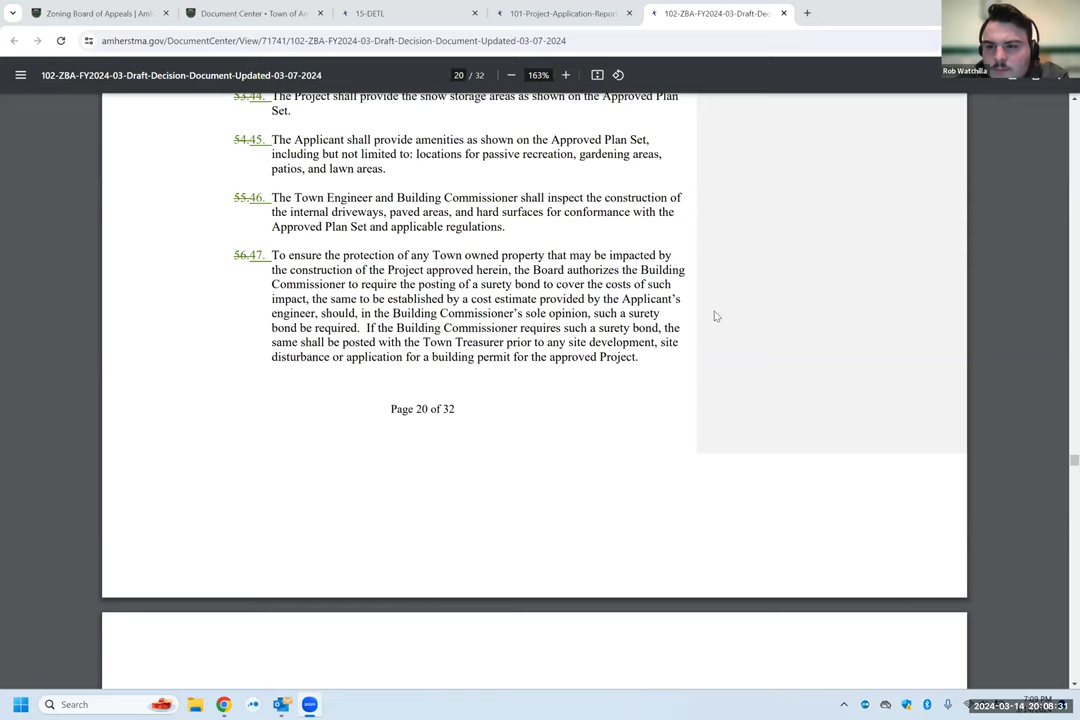 Zoning Board of Appeals | Amh
Document Center • Town of Am
15-DETL
101-Project-Application-Report
102-ZBA-FY2024-03-Draft-Dec
amherstma.gov/DocumentCenter/View/71741/102-ZBA-FY2024-03-Draft-Decision-Document-Updated-03-07-2024
Rob Watchilla
102-ZBA-FY2024-03-Draft-Decision-Document-Updated-03-07-2024
20 / 32
163%
53.44. The Project shall provide the snow storage areas as shown on the Approved Plan
Set.
54.45. The Applicant shall provide amenities as shown on the Approved Plan Set,
including but not limited to: locations for passive recreation, gardening areas,
patios, and lawn areas.
55.46. The Town Engineer and Building Commissioner shall inspect the construction of
the internal driveways, paved areas, and hard surfaces for conformance with the
Approved Plan Set and applicable regulations.
56.47. To ensure the protection of any Town owned property that may be impacted by
the construction of the Project approved herein, the Board authorizes the Building
Commissioner to require the posting of a surety bond to cover the costs of such
impact, the same to be established by a cost estimate provided by the Applicant's
engineer, should, in the Building Commissioner's sole opinion, such a surety
bond be required. If the Building Commissioner requires such a surety bond, the
same shall be posted with the Town Treasurer prior to any site development, site
disturbance or application for a building permit for the approved Project.
Page 20 of 32
Search
zoom
7:09 PM
2024-03-14 20:08:31